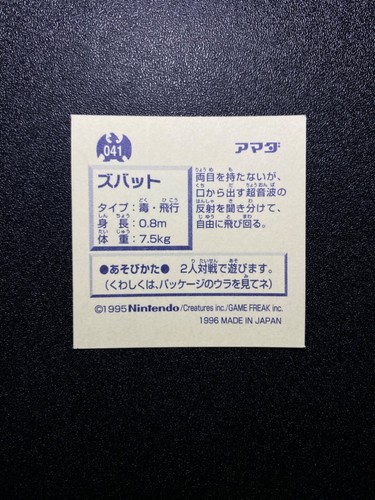 041
アマダ
ズバット
タイプ：毒・飛行
身長：0.8m
体重：7.5kg
両目を持たないが、
口から出す超音波の
反射を聞き分けて、
自由に飛び回る。
●あそびかた● 2人対戦で遊びます。
(くわしくは、パッケージのウラを見てネ)
©1995 Nintendo/Creatures inc./GAME FREAK inc.
1996 MADE IN JAPAN